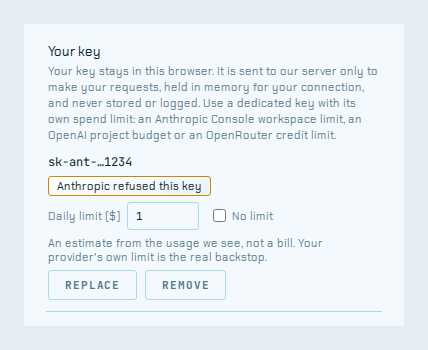 Your key
Your key stays in this browser. It is sent to our server only to
make your requests, held in memory for your connection,
and never stored or logged. Use a dedicated key with its
own spend limit: an Anthropic Console workspace limit, an
OpenAI project budget or an OpenRouter credit limit.
sk-ant-…1234
Anthropic refused this key
Daily limit ($) 1 No limit
An estimate from the usage we see, not a bill. Your
provider's own limit is the real backstop.
REPLACE REMOVE